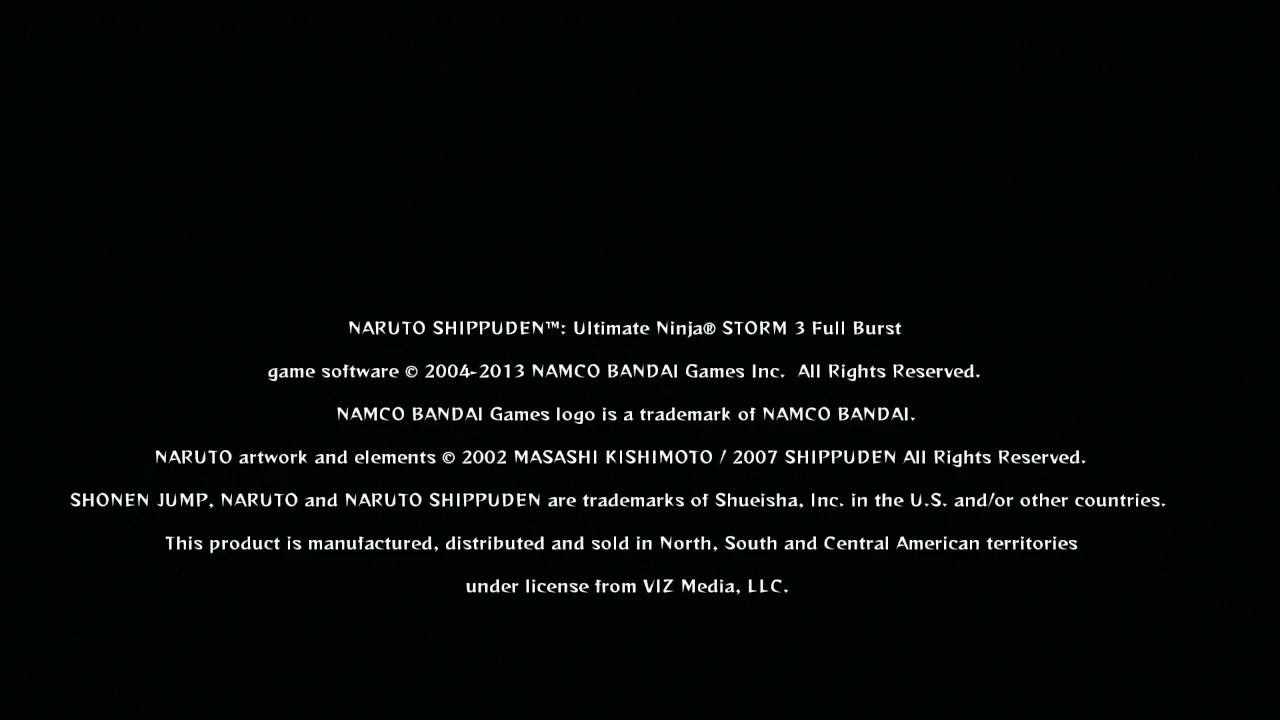 NARUTO SHIPPUDEN™: Ultimate Ninja® STORM 3 Full Burst
game software © 2004-2013 NAMCO BANDAI Games Inc.  All Rights Reserved.
NAMCO BANDAI Games logo is a trademark of NAMCO BANDAI.
NARUTO artwork and elements © 2002 MASASHI KISHIMOTO / 2007 SHIPPUDEN All Rights Reserved.
SHONEN JUMP, NARUTO and NARUTO SHIPPUDEN are trademarks of Shueisha, Inc. in the U.S. and/or other countries.
This product is manufactured, distributed and sold in North, South and Central American territories
under license from VIZ Media, LLC.